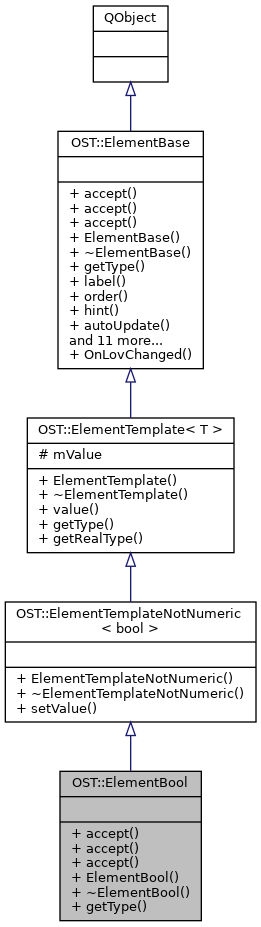 QObject
OST::ElementBase
+ accept()
+ accept()
+ accept()
+ ElementBase()
+ ~ElementBase()
+ getType()
+ label()
+ order()
+ hint()
+ autoUpdate()
and 11 more...
+ OnLovChanged()
OST::ElementTemplate< T >
# mValue
+ ElementTemplate()
+ ~ElementTemplate()
+ value()
+ getType()
+ getRealType()
OST::ElementTemplateNotNumeric
< bool >
+ ElementTemplateNotNumeric()
+ ~ElementTemplateNotNumeric()
+ setValue()
OST::ElementBool
+ accept()
+ accept()
+ accept()
+ ElementBool()
+ ~ElementBool()
+ getType()